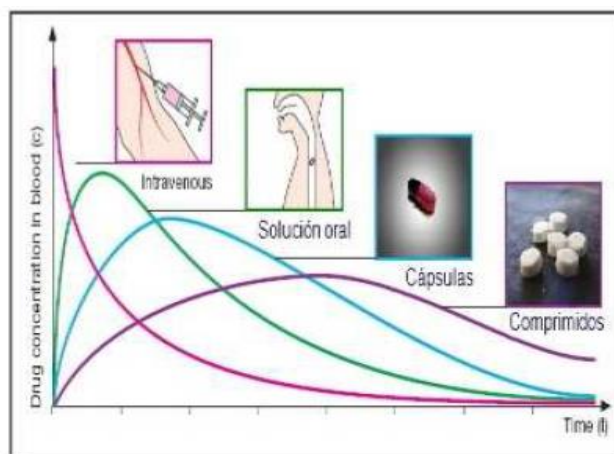 Drug concentration in blood (c)
Intravenous
Solución oral
Cápsulas
Comprimidos
Time (t)